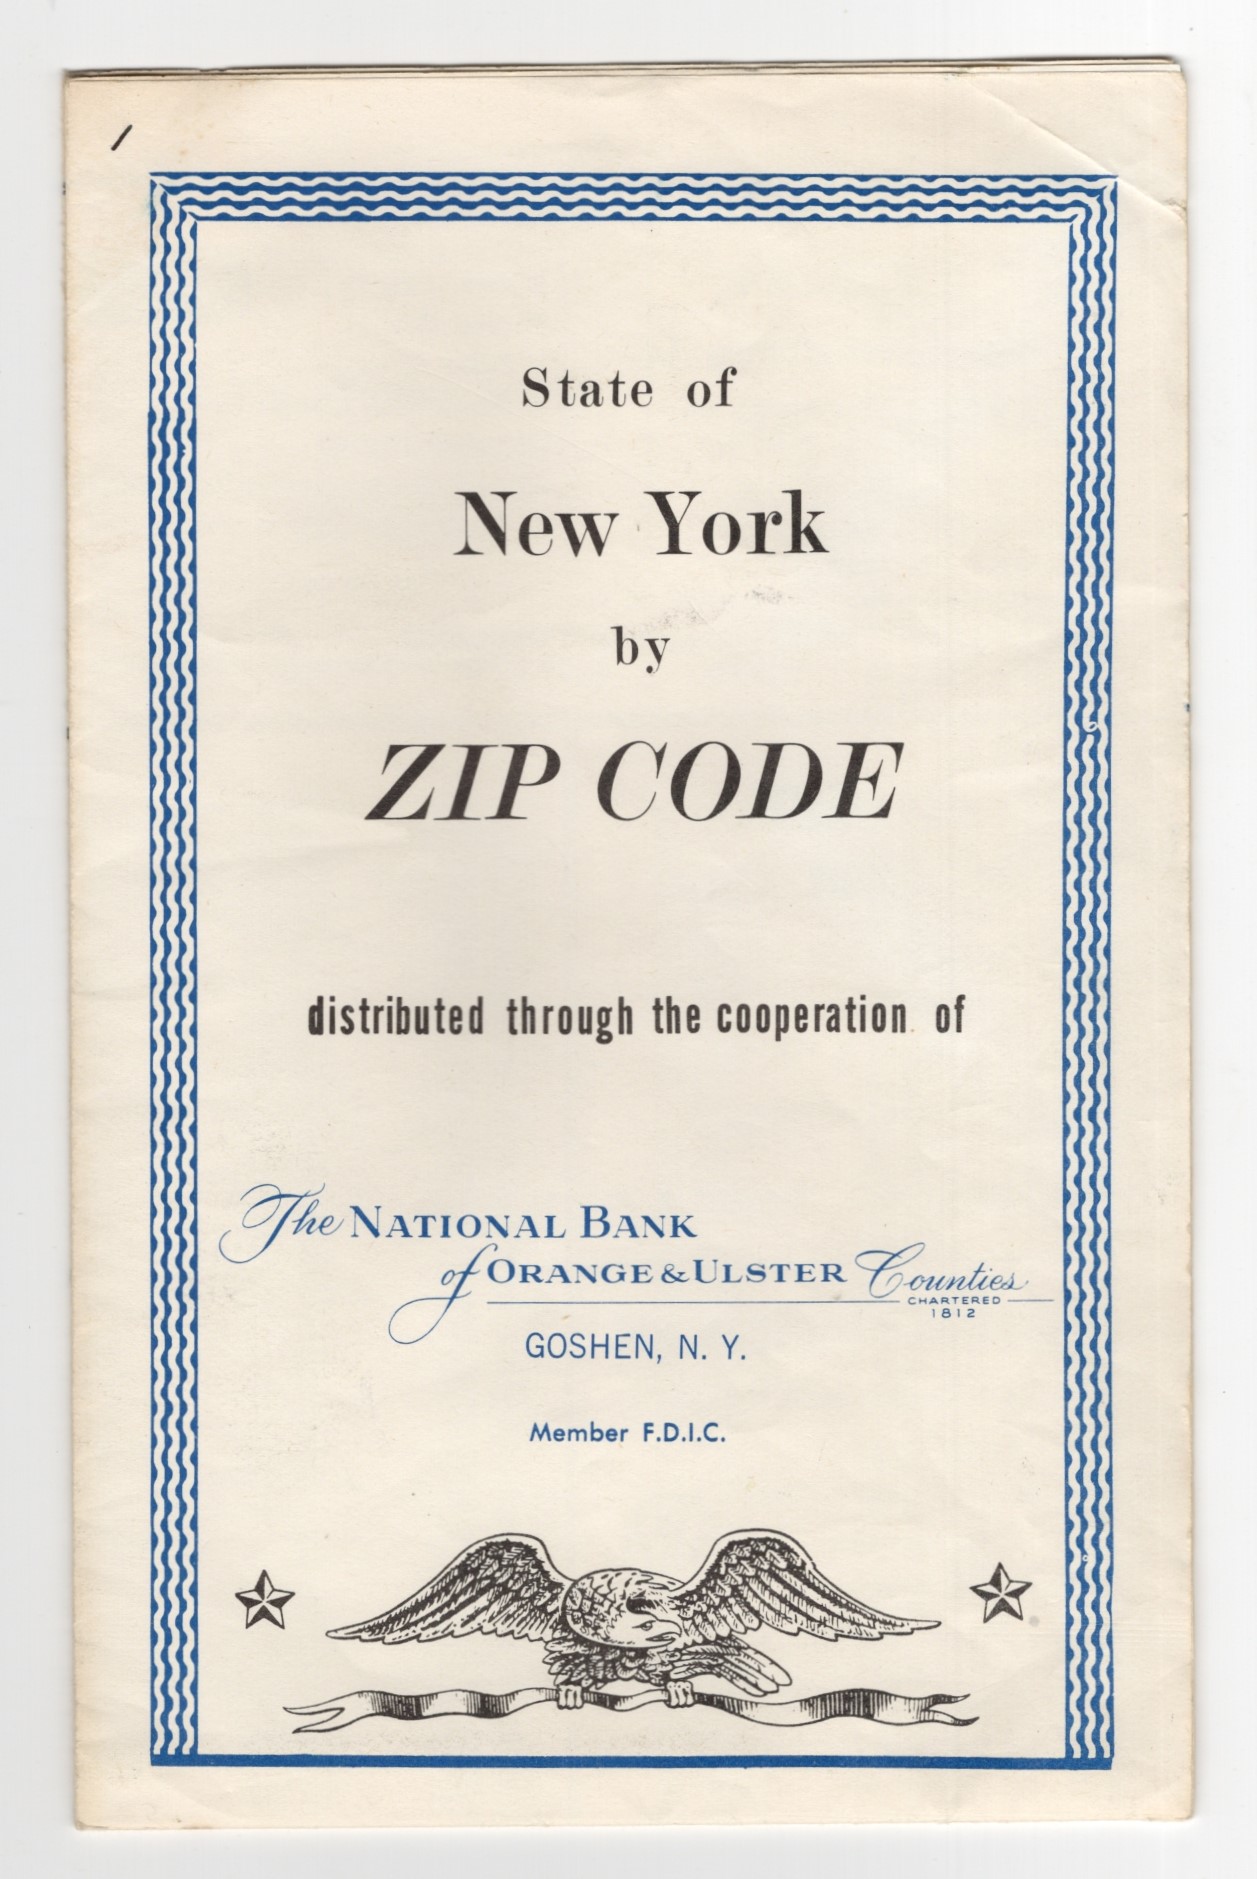 State of
New York
by
ZIP CODE
distributed through the cooperation of
The NATIONAL BANK
of ORANGE & ULSTER Counties
CHARTERED
1812
GOSHEN, N. Y.
Member F.D.I.C.